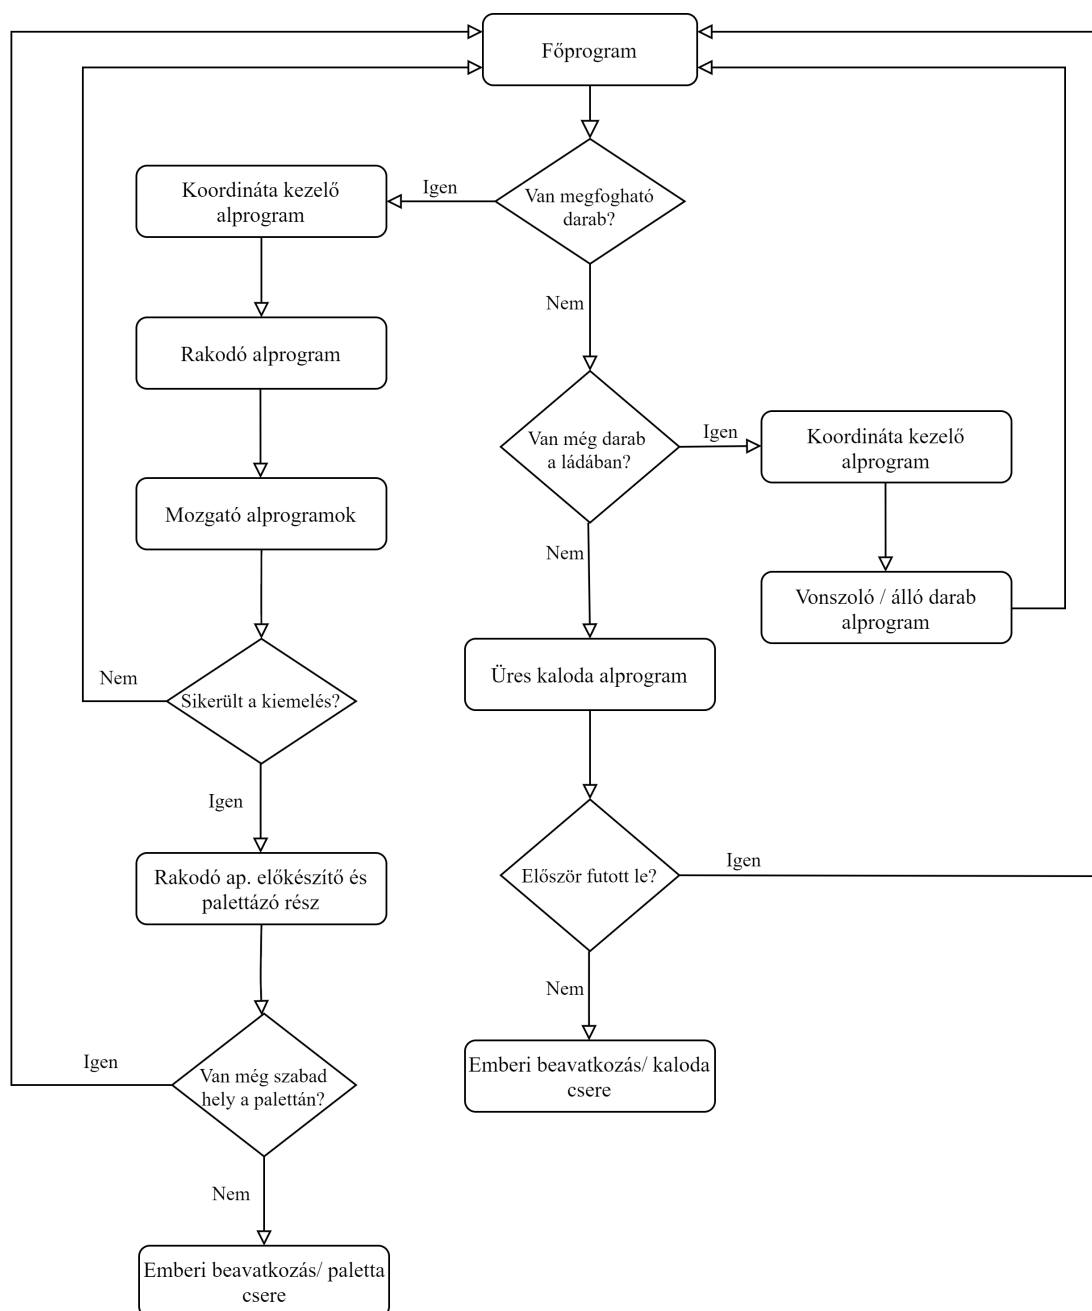 Főprogram
Van megfogható
darab?
Igen
Koordináta kezelő
alprogram
Rakodó alprogram
Mozgató alprogramok
Sikerült a kiemelés?
Nem
Igen
Rakodó ap. előkészítő és
palettázó rész
Van még szabad
hely a palettán?
Igen
Nem
Emberi beavatkozás/ paletta
csere
Nem
Van még darab
a ládában?
Igen
Koordináta kezelő
alprogram
Vonszoló / álló darab
alprogram
Nem
Üres kaloda alprogram
Először futott le?
Igen
Nem
Emberi beavatkozás/ kaloda
csere